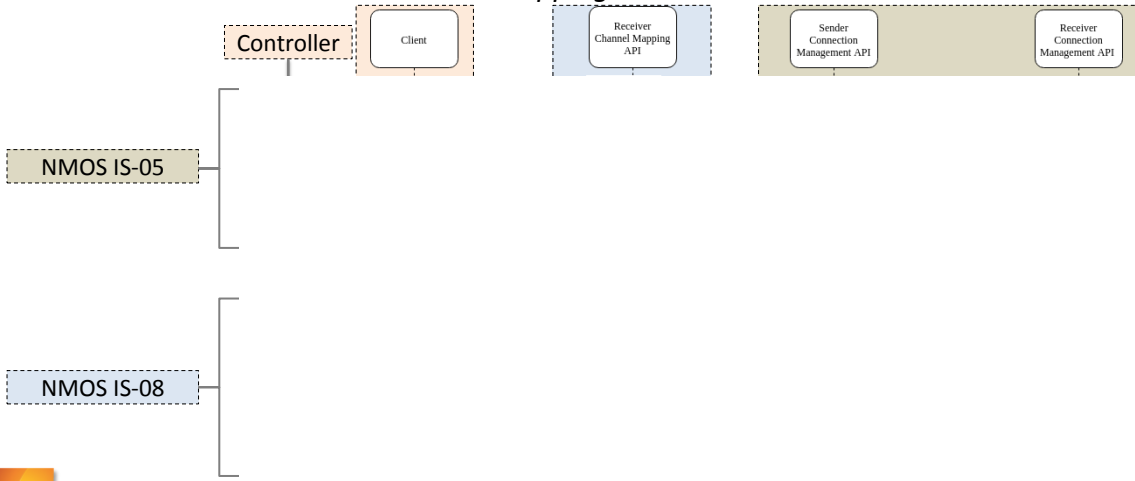 Controller
Client
Receiver
Channel Mapping
API
Sender
Connection
Management API
Receiver
Connection
Management API
NMOS IS-05
NMOS IS-08